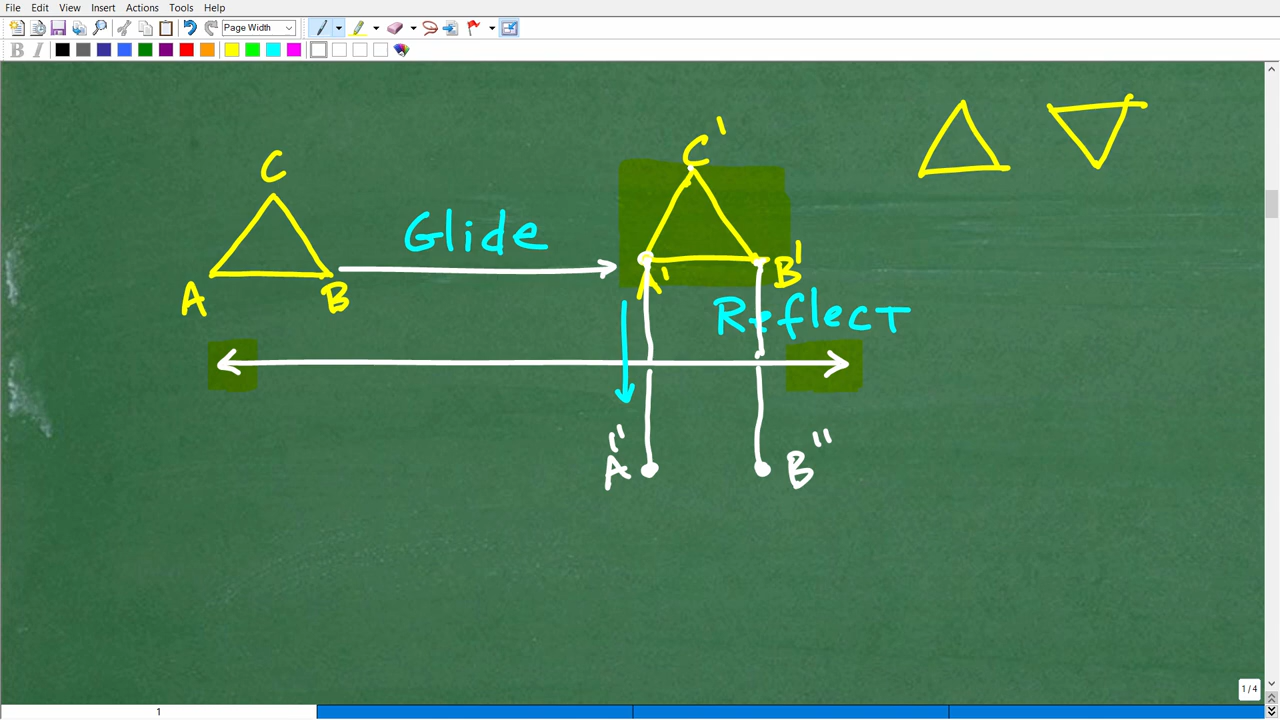 File Edit View Insert Actions Tools Help
Page Width
B I
C'
C
Glide
A'
B'
A
B
Reflect
A"
B"
1/4
1